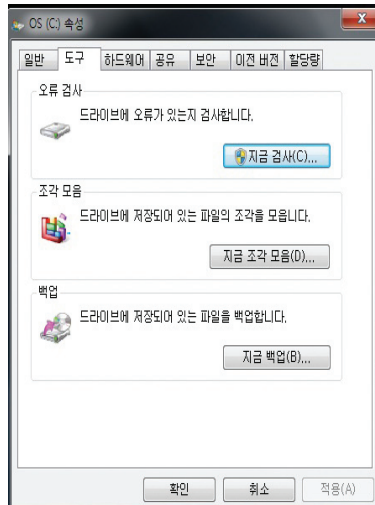 OS (C:) 속성
일반 도구 하드웨어 공유 보안 이전 버전 할당량
오류 검사
드라이브에 오류가 있는지 검사합니다.
지금 검사(C)...
조각 모음
드라이브에 저장되어 있는 파일의 조각을 모읍니다.
지금 조각 모음(D)...
백업
드라이브에 저장되어 있는 파일을 백업합니다.
지금 백업(B)...
확인 취소 적용(A)